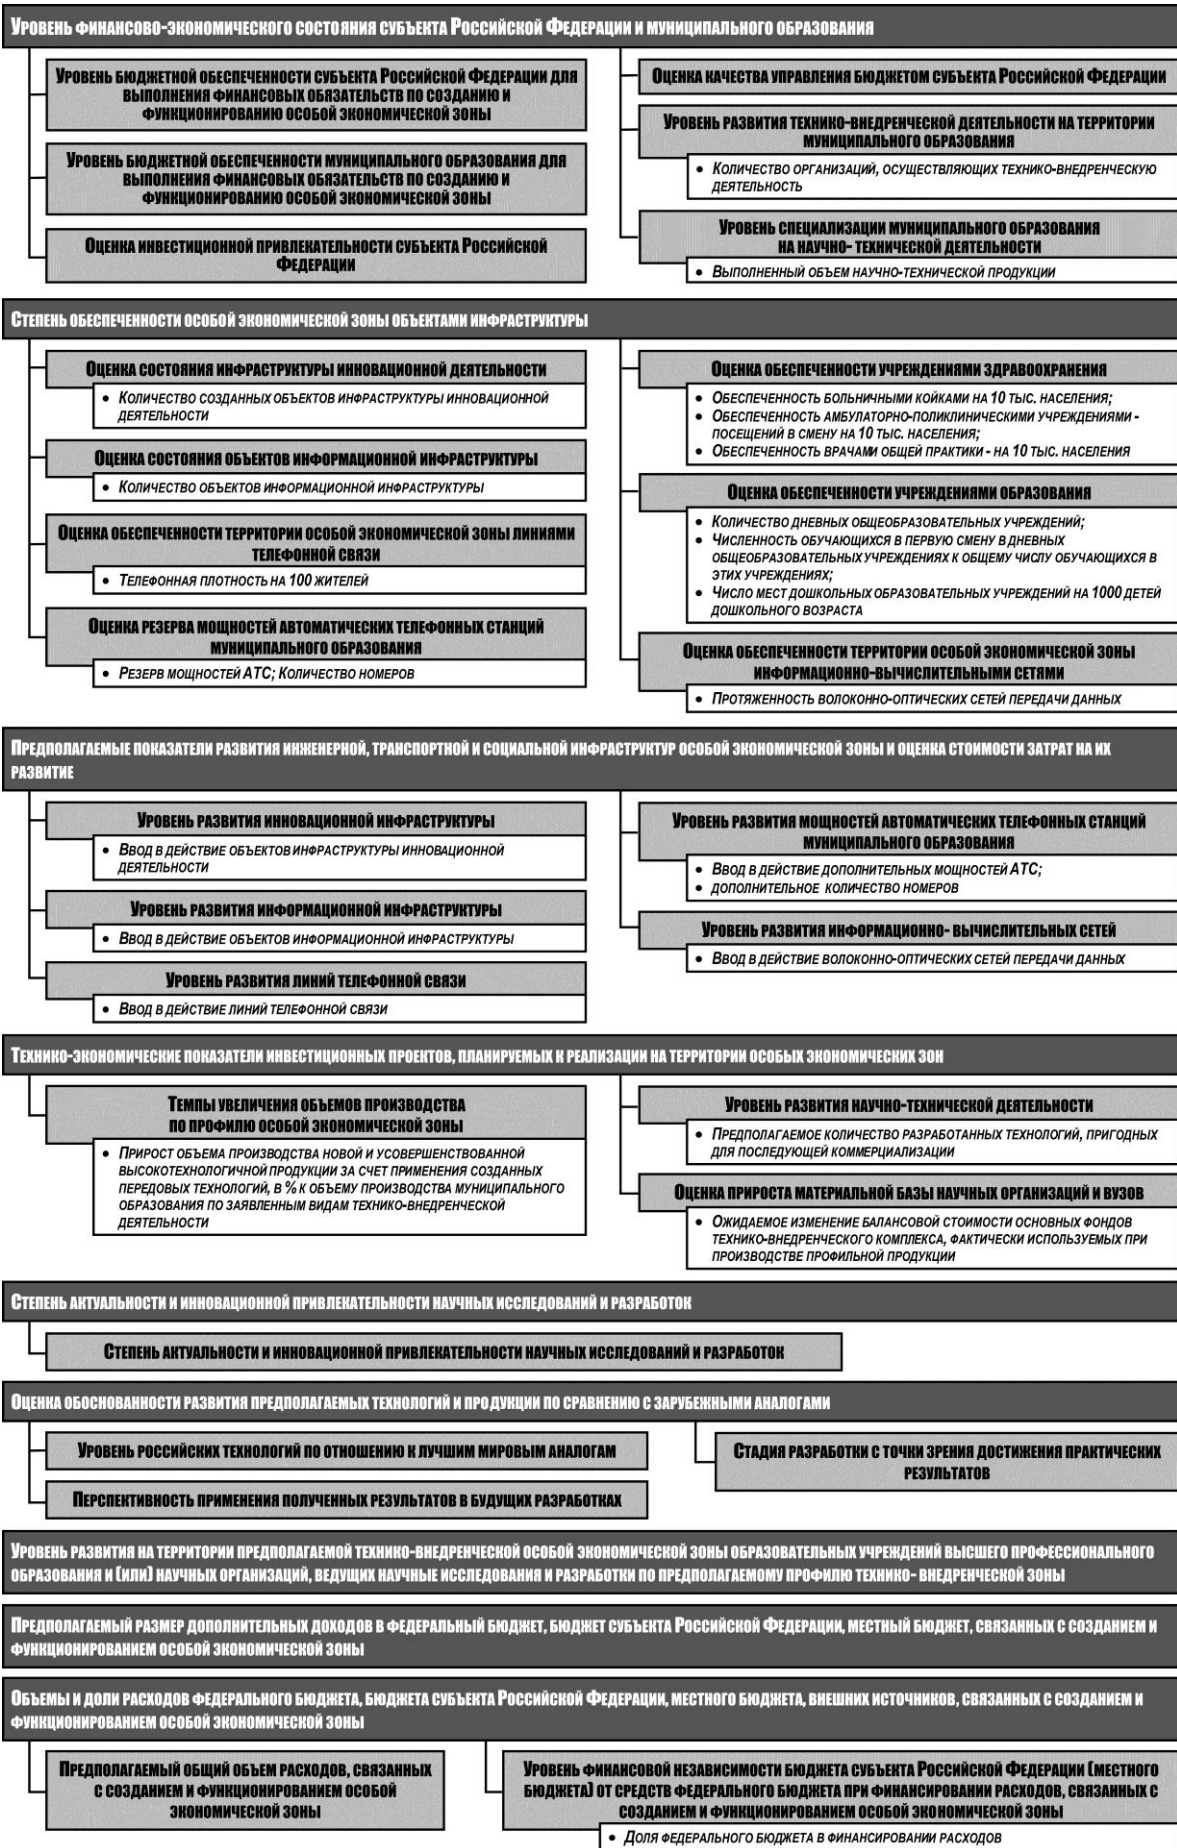 Уровень финансово-экономического состояния субъекта Российской Федерации и муниципального образования
Уровень бюджетной обеспеченности субъекта Российской Федерации для
выполнения финансовых обязательств по созданию и
функционированию особой экономической зоны
Уровень бюджетной обеспеченности муниципального образования для
выполнения финансовых обязательств по созданию и
функционированию особой экономической зоны
Оценка инвестиционной привлекательности субъекта Российской
Федерации
Оценка качества управления бюджетом субъекта Российской Федерации
Уровень развития технико-внедренческой деятельности на территории
муниципального образования
• Количество организаций, осуществляющих технико-внедренческую
деятельность
Уровень специализации муниципального образования
на научно- технической деятельности
• Выполненный объем научно-технической продукции
Степень обеспеченности особой экономической зоны объектами инфраструктуры
Оценка состояния инфраструктуры инновационной деятельности
• Количество созданных объектов инфраструктуры инновационной
деятельности
Оценка состояния объектов информационной инфраструктуры
• Количество объектов информационной инфраструктуры
Оценка обеспеченности территории особой экономической зоны линиями
телефонной связи
• Телефонная плотность на 100 жителей
Оценка резерва мощностей автоматических телефонных станций
муниципального образования
• Резерв мощностей АТС; Количество номеров
Оценка обеспеченности учреждениями здравоохранения
• Обеспеченность больничными койками на 10 тыс. населения;
• Обеспеченность амбулаторно-поликлиническими учреждениями -
посещений в смену на 10 тыс. населения;
• Обеспеченность врачами общей практики - на 10 тыс. населения
Оценка обеспеченности учреждениями образования
• Количество дневных общеобразовательных учреждений;
• Численность обучающихся в первую смену в дневных
общеобразовательных учреждениях к общему числу обучающихся в
этих учреждениях;
• Число мест дошкольных образовательных учреждений на 1000 детей
дошкольного возраста
Оценка обеспеченности территории особой экономической зоны
информационно-вычислительными сетями
• Протяженность волоконно-оптических сетей передачи данных
Предполагаемые показатели развития инженерной, транспортной и социальной инфраструктур особой экономической зоны и оценка стоимости затрат на их
развитие
Уровень развития инновационной инфраструктуры
• Ввод в действие объектов инфраструктуры инновационной
деятельности
Уровень развития информационной инфраструктуры
• Ввод в действие объектов информационной инфраструктуры
Уровень развития линий телефонной связи
• Ввод в действие линий телефонной связи
Уровень развития мощностей автоматических телефонных станций
муниципального образования
• Ввод в действие дополнительных мощностей АТС;
• дополнительное количество номеров
Уровень развития информационно- вычислительных сетей
• Ввод в действие волоконно-оптических сетей передачи данных
Технико-экономические показатели инвестиционных проектов, планируемых к реализации на территории особых экономических зон
Темпы увеличения объемов производства
по профилю особой экономической зоны
• Прирост объема производства новой и усовершенствованной
высокотехнологичной продукции за счет применения созданных
передовых технологий, в % к объему производства муниципального
образования по заявленным видам технико-внедренческой
деятельности
Уровень развития научно-технической деятельности
• Предполагаемое количество разработанных технологий, пригодных
для последующей коммерциализации
Оценка прироста материальной базы научных организаций и вузов
• Ожидаемое изменение балансовой стоимости основных фондов
технико-внедренческого комплекса, фактически используемых при
производстве профильной продукции
Степень актуальности и инновационной привлекательности научных исследований и разработок
Степень актуальности и инновационной привлекательности научных исследований и разработок
Оценка обоснованности развития предполагаемых технологий и продукции по сравнению с зарубежными аналогами
Уровень российских технологий по отношению к лучшим мировым аналогам
Перспективность применения полученных результатов в будущих разработках
Стадия разработки с точки зрения достижения практических
результатов
Уровень развития на территории предполагаемой технико-внедренческой особой экономической зоны образовательных учреждений высшего профессионального
образования и (или) научных организаций, ведущих научные исследования и разработки по предполагаемому профилю технико- внедренческой зоны
Предполагаемый размер дополнительных доходов в федеральный бюджет, бюджет субъекта Российской Федерации, местный бюджет, связанных с созданием и
функционированием особой экономической зоны
Объемы и доли расходов федерального бюджета, бюджета субъекта Российской Федерации, местного бюджета, внешних источников, связанных с созданием и
функционированием особой экономической зоны
Предполагаемый общий объем расходов, связанных
с созданием и функционированием особой
экономической зоны
Уровень финансовой независимости бюджета субъекта Российской Федерации (местного
бюджета) от средств федерального бюджета при финансировании расходов, связанных с
созданием и функционированием особой экономической зоны
• Доля федерального бюджета в финансировании расходов